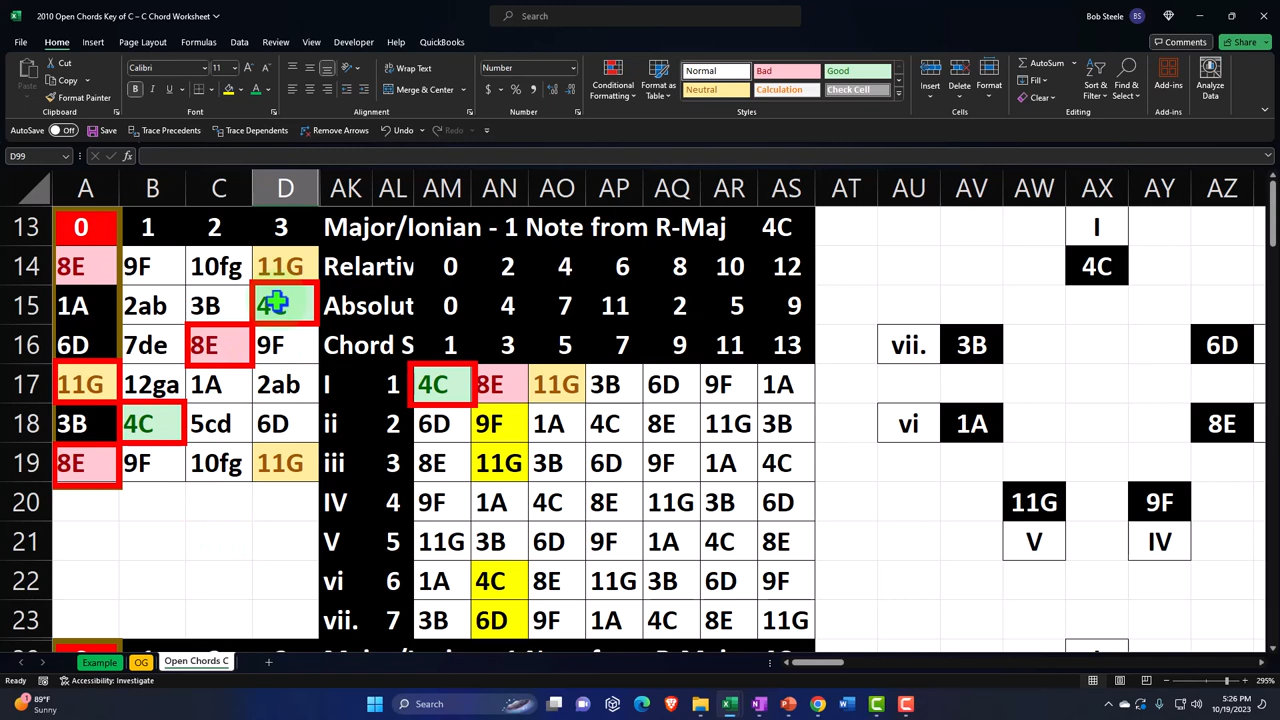 2010 Open Chords Key of C – C Chord Worksheet
Search
Bob Steele BS
File Home Insert Page Layout Formulas Data Review View Developer Help QuickBooks Comments Share
Cut
Copy
Paste
Format Painter
Clipboard
Calibri 11
Font
Wrap Text
Merge & Center
Alignment
Number
Number
Conditional Formatting
Format as Table
Normal Bad Good
Neutral Calculation Check Cell
Styles
Insert Delete Format
Cells
AutoSum
Fill
Clear
Sort & Filter
Find & Select
Editing
Add-ins
Add-ins
Analyze Data
AutoSave Off Save Trace Precedents Trace Dependents Remove Arrows Undo Redo
D99 fx
A B C D AK AL AM AN AO AP AQ AR AS AT AU AV AW AX AY AZ
13 0 1 2 3 Major/Ionian - 1 Note from R-Maj 4C I
14 8E 9F 10fg 11G Relartiv 0 2 4 6 8 10 12 4C
15 1A 2ab 3B 4C Absolut 0 4 7 11 2 5 9
16 6D 7de 8E 9F Chord S 1 3 5 7 9 11 13 vii. 3B 6D
17 11G 12ga 1A 2ab I 1 4C 8E 11G 3B 6D 9F 1A
18 3B 4C 5cd 6D ii 2 6D 9F 1A 4C 8E 11G 3B vi 1A 8E
19 8E 9F 10fg 11G iii 3 8E 11G 3B 6D 9F 1A 4C
20 IV 4 9F 1A 4C 8E 11G 3B 6D 11G 9F
21 V 5 11G 3B 6D 9F 1A 4C 8E V IV
22 vi 6 1A 4C 8E 11G 3B 6D 9F
23 vii. 7 3B 6D 9F 1A 4C 8E 11G
Example OG Open Chords C
Ready Accessibility: Investigate 295%
89°F
Sunny
Search
5:26 PM
10/19/2023